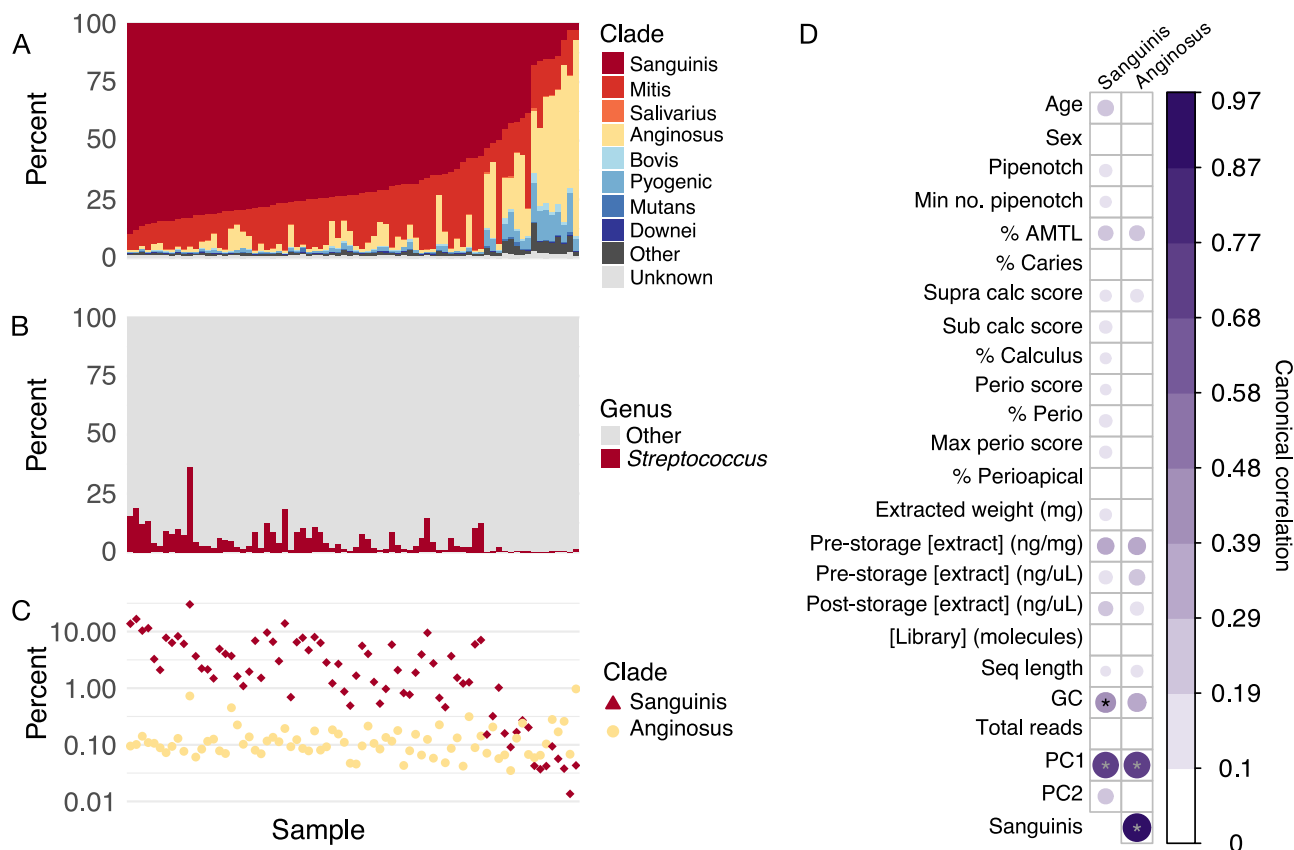 A
Percent
100
75
50
25
0
Clade
Sanguinis
Mitis
Salivarius
Anginosus
Bovis
Pyogenic
Mutans
Downei
Other
Unknown
B
Percent
100
75
50
25
0
Genus
Other
Streptococcus
C
Percent
10.00
1.00
0.10
0.01
Sample
Clade
Sanguinis
Anginosus
D
Sanguinis
Anginosus
Age
Sex
Pipenotch
Min no. pipenotch
% AMTL
% Caries
Supra calc score
Sub calc score
% Calculus
Perio score
% Perio
Max perio score
% Perioapical
Extracted weight (mg)
Pre-storage [extract] (ng/mg)
Pre-storage [extract] (ng/uL)
Post-storage [extract] (ng/uL)
[Library] (molecules)
Seq length
GC *
Total reads
PC1 * *
PC2
Sanguinis *
0.97
0.87
0.77
0.68
0.58
0.48
0.39
0.29
0.19
0.1
0
Canonical correlation